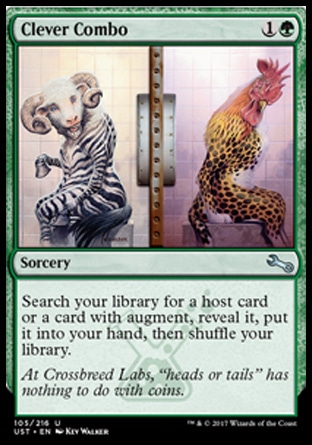 Clever Combo 1
Sorcery
Search your library for a host card
or a card with augment, reveal it, put
it into your hand, then shuffle your
library.
At Crossbreed Labs, “heads or tails” has
nothing to do with coins.
105/216 U
UST • EN Key Walker
™ & © 2017 Wizards of the Coast